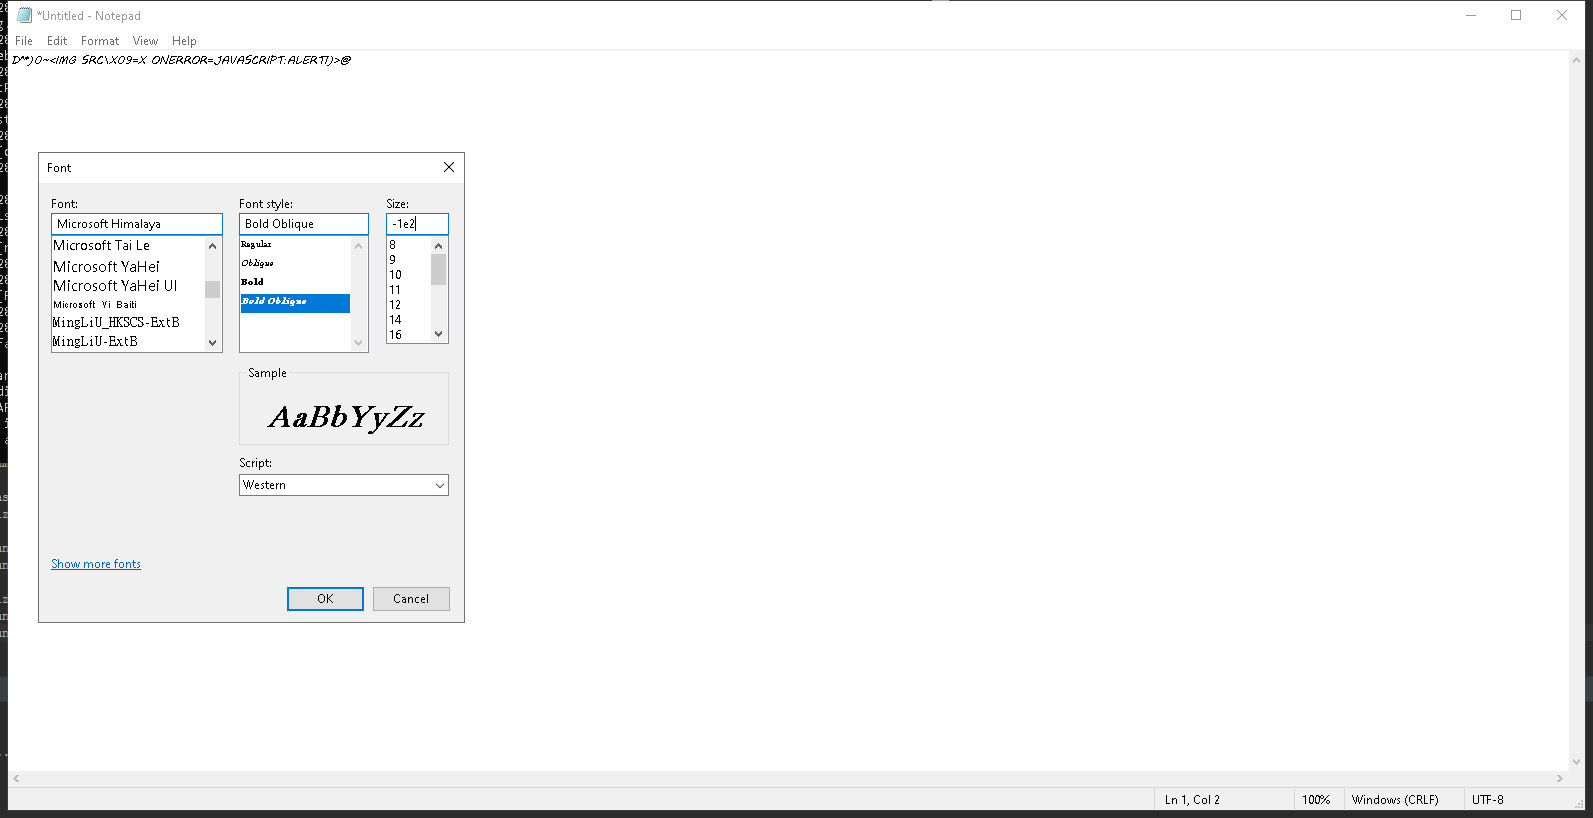 *Untitled - Notepad
File Edit Format View Help
D^*)0~<IMG SRC\X09=X ONERROR=JAVASCRIPT:ALERT1)>@
Font
Font: Font style: Size:
Microsoft Himalaya Bold Oblique -1e2
Microsoft Tai Le Regular 8
Microsoft YaHei Oblique 9
Microsoft YaHei UI Bold 10
Microsoft Yi Baiti Bold Oblique 11
MingLiU_HKSCS-ExtB 12
MingLiU-ExtB 14
16
Sample
AaBbYyZz
Script:
Western
Show more fonts
OK Cancel
Ln 1, Col 2 100% Windows (CRLF) UTF-8